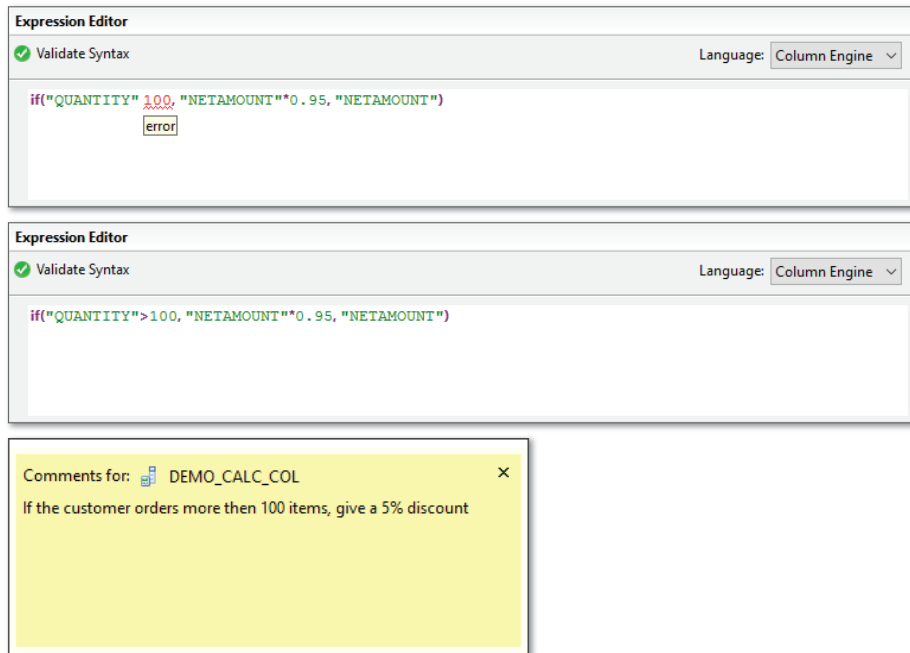 Expression Editor
Validate Syntax Language: Column Engine
if("QUANTITY" 100, "NETAMOUNT"*0.95, "NETAMOUNT")
error
Expression Editor
Validate Syntax Language: Column Engine
if("QUANTITY">100, "NETAMOUNT"*0.95, "NETAMOUNT")
Comments for: DEMO_CALC_COL ×
If the customer orders more then 100 items, give a 5% discount